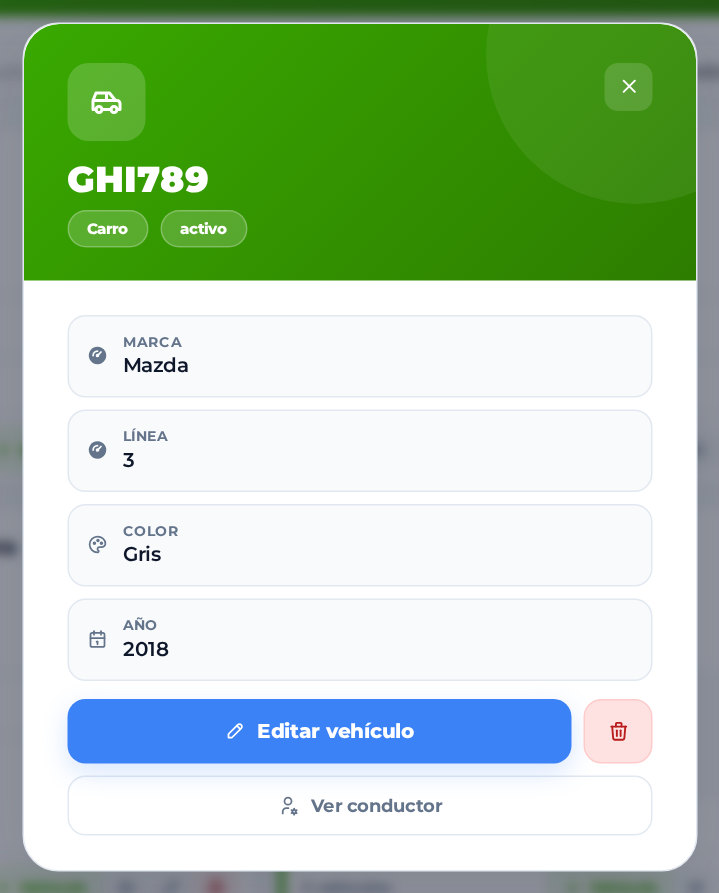 GHI789
Carro
activo
MARCA
Mazda
LÍNEA
3
COLOR
Gris
AÑO
2018
Editar vehículo
Ver conductor